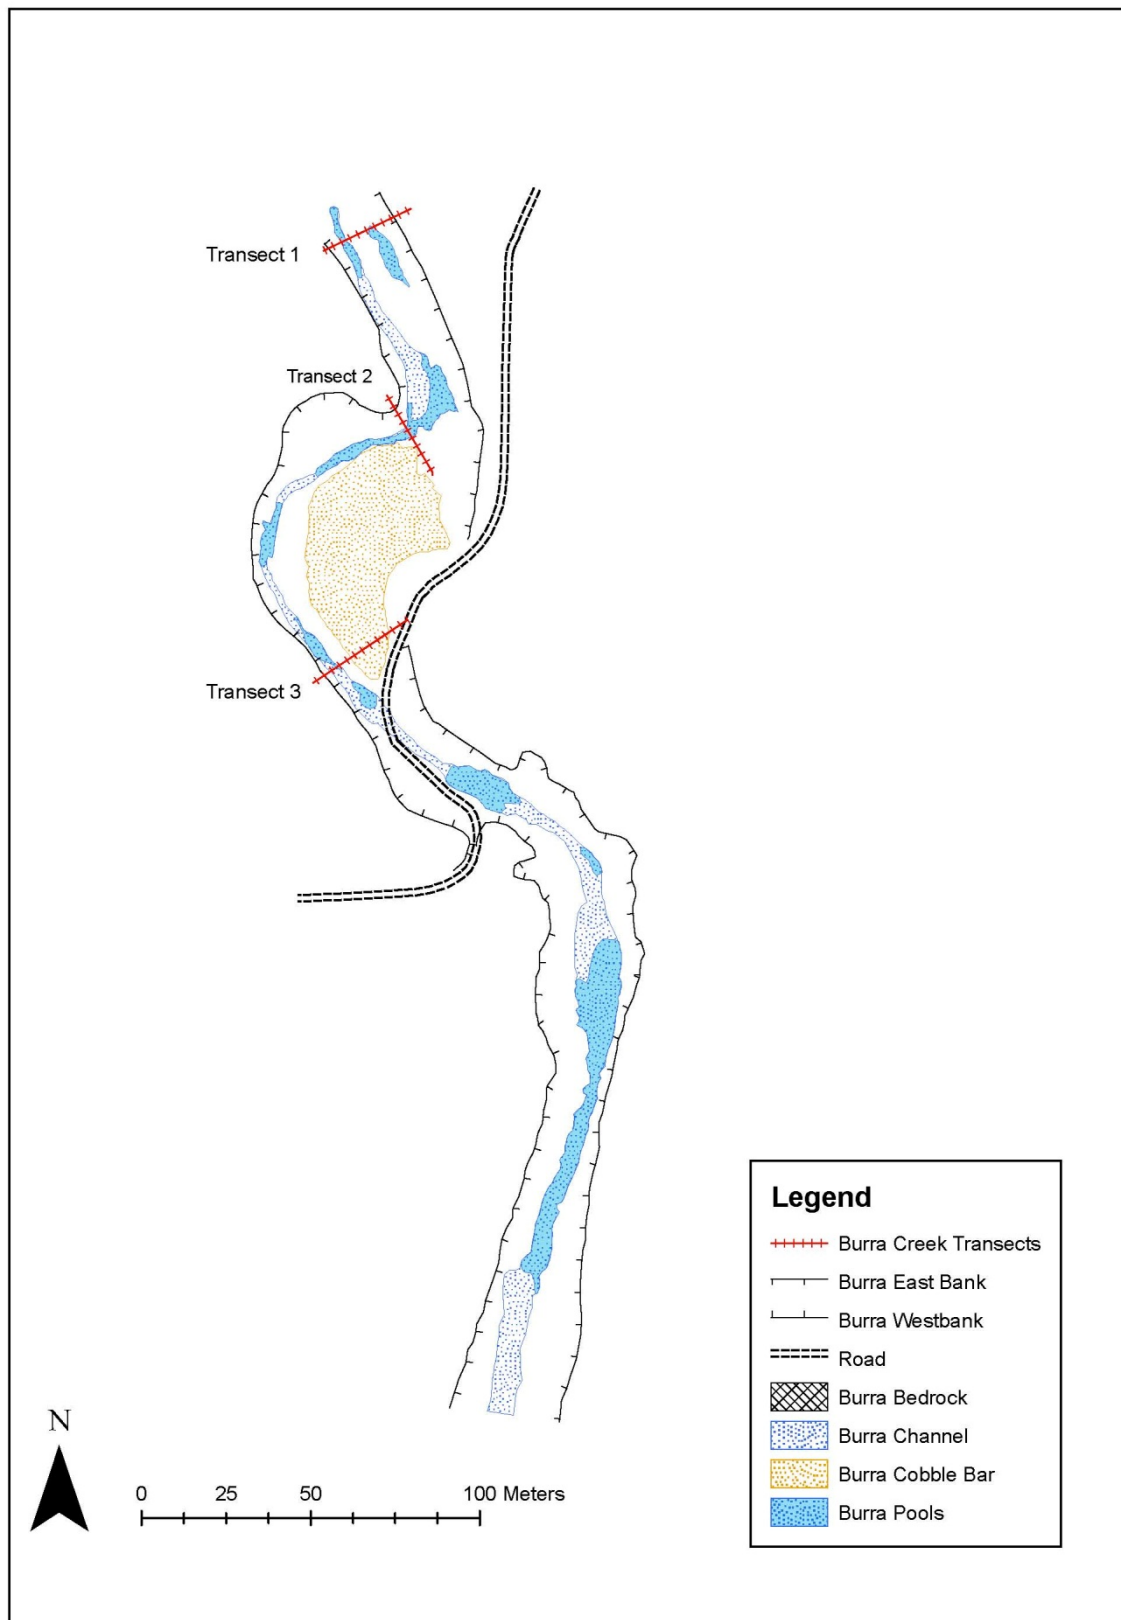 Transect 1
Transect 2
Transect 3
Legend
Burra Creek Transects
Burra East Bank
Burra Westbank
Road
Burra Bedrock
Burra Channel
Burra Cobble Bar
Burra Pools
N
0 25 50 100 Meters